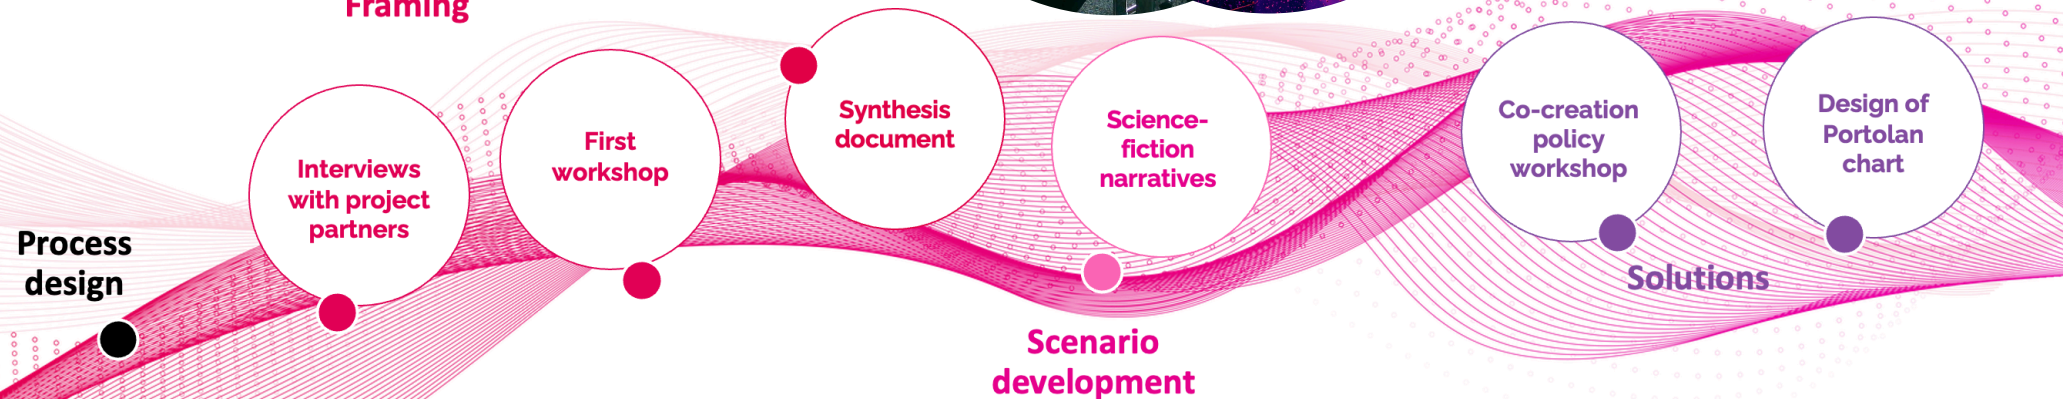 Framing
Process
design
Interviews
with project
partners
First
workshop
Synthesis
document
Science-
fiction
narratives
Scenario
development
Co-creation
policy
workshop
Design of
Portolan
chart
Solutions